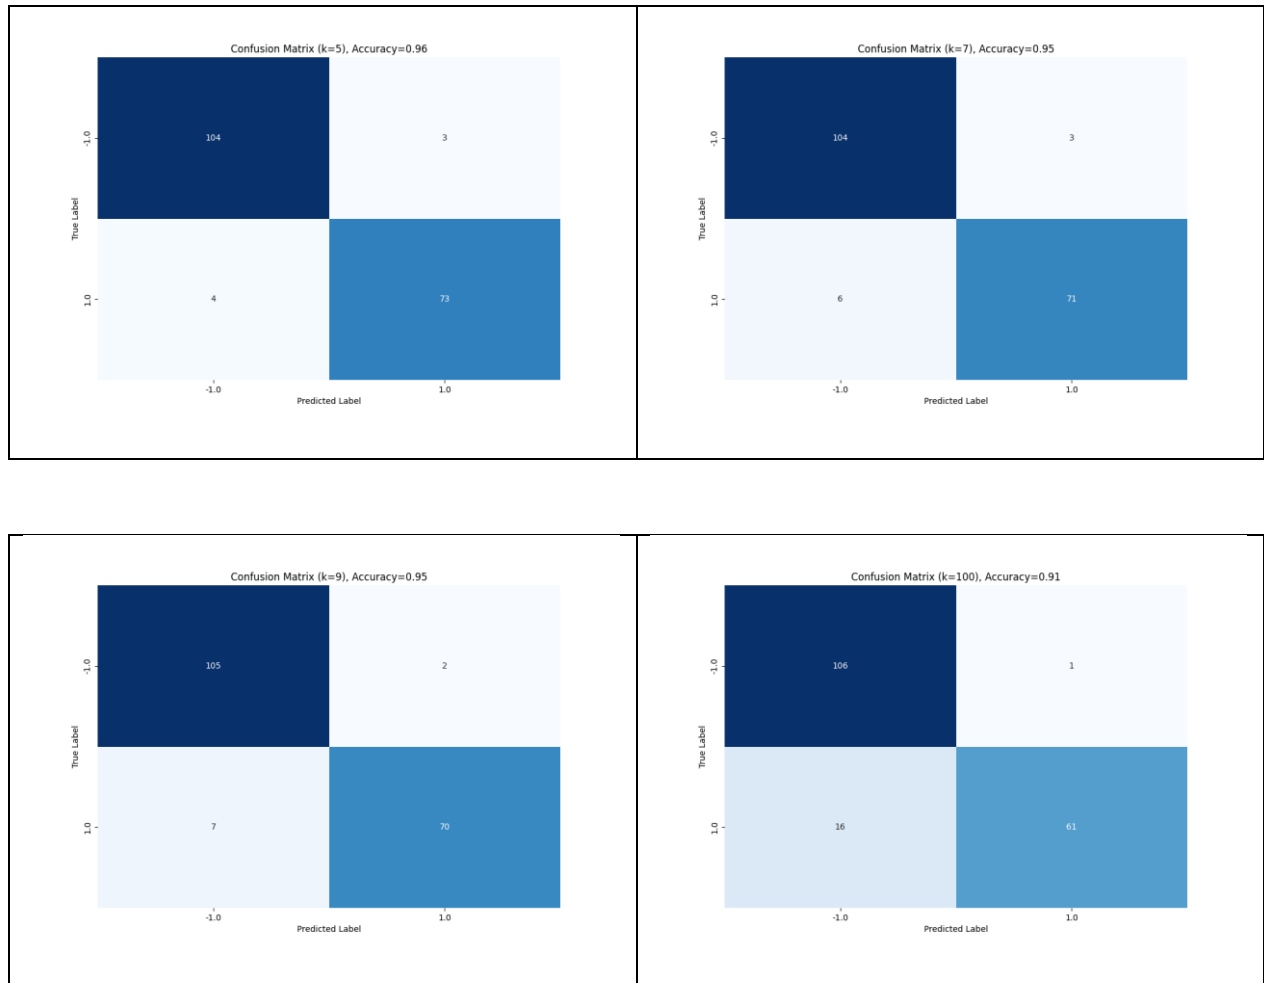 Confusion Matrix (k=5), Accuracy=0.96
-1.0
104
3
True Label
1.0
4
73
-1.0
1.0
Predicted Label
Confusion Matrix (k=7), Accuracy=0.95
-1.0
104
3
True Label
1.0
6
71
-1.0
1.0
Predicted Label
Confusion Matrix (k=9), Accuracy=0.95
-1.0
105
2
True Label
1.0
7
70
-1.0
1.0
Predicted Label
Confusion Matrix (k=100), Accuracy=0.91
-1.0
106
1
True Label
1.0
16
61
-1.0
1.0
Predicted Label